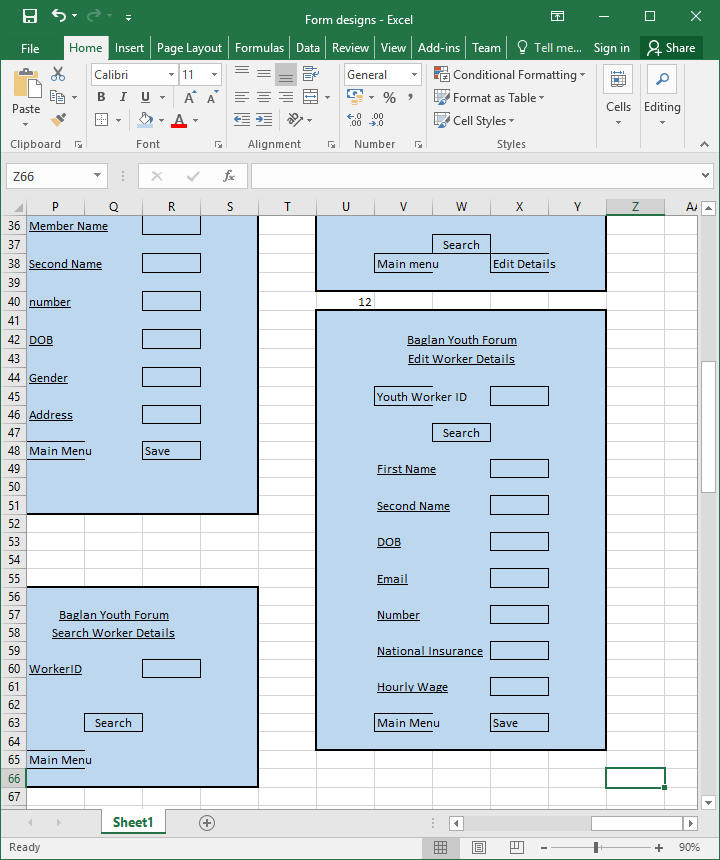 Form designs - Excel
File Home Insert Page Layout Formulas Data Review View Add-ins Team Tell me... Sign in Share
Paste
Calibri 11
B I U A A
A
General
% ,
Conditional Formatting
Format as Table
Cell Styles
Cells
Editing
Clipboard Font Alignment Number Styles
Z66
fx
P Q R S T U V W X Y Z
36 Member Name
37 Search
38 Second Name Main menu Edit Details
39
40 number 12
41
42 DOB Baglan Youth Forum
43 Edit Worker Details
44 Gender
45 Youth Worker ID
46 Address
47 Search
48 Main Menu Save
49 First Name
50
51 Second Name
52
53 DOB
54
55 Email
56
57 Baglan Youth Forum Number
58 Search Worker Details
59 National Insurance
60 WorkerID
61 Hourly Wage
62
63 Search Main Menu Save
64
65 Main Menu
66
67
Sheet1
Ready
90%